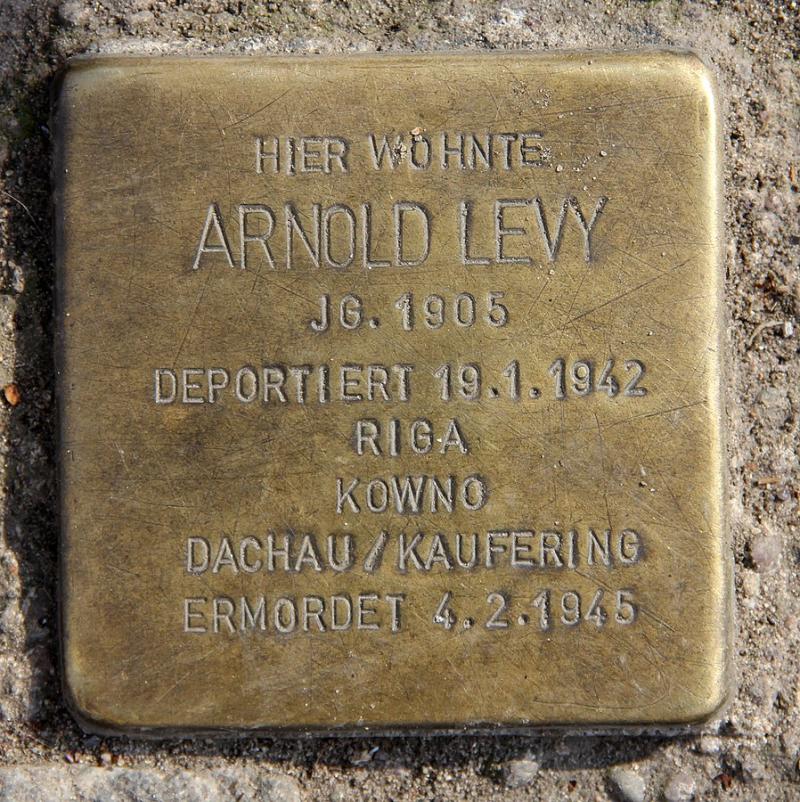 HIER WOHNTE
ARNOLD LEVY
JG. 1905
DEPORTIERT 19.1.1942
RIGA
KOWNO
DACHAU/KAUFERING
ERMORDET 4.2.1945